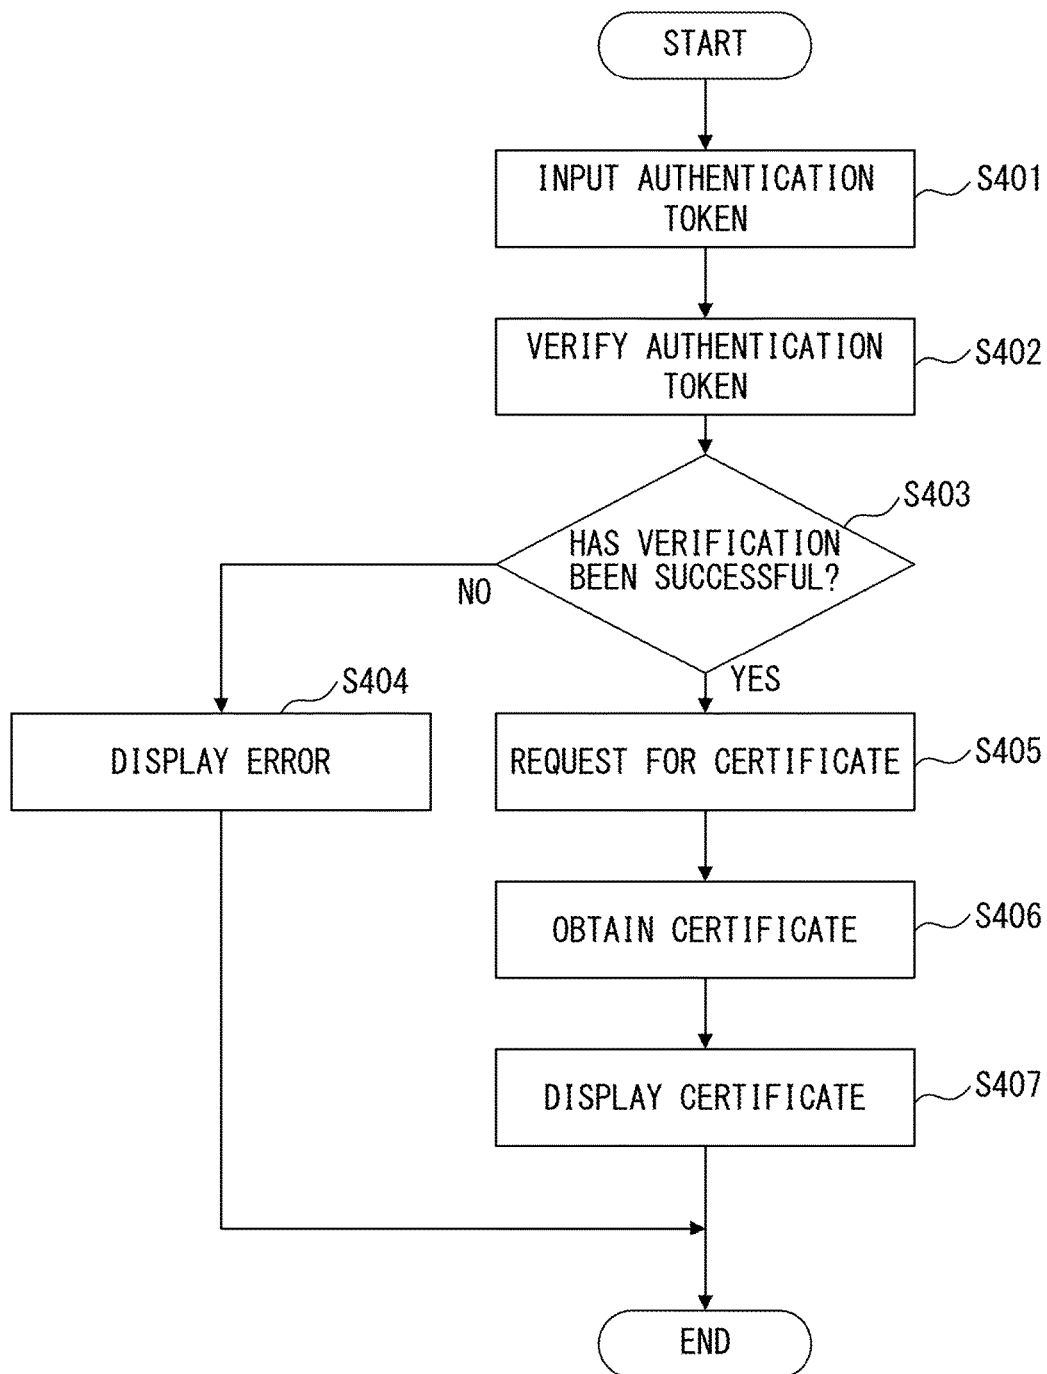 START
INPUT AUTHENTICATION
TOKEN
S401
VERIFY AUTHENTICATION
TOKEN
S402
S403
HAS VERIFICATION
BEEN SUCCESSFUL?
NO
YES
S404
DISPLAY ERROR
REQUEST FOR CERTIFICATE
S405
OBTAIN CERTIFICATE
S406
DISPLAY CERTIFICATE
S407
END